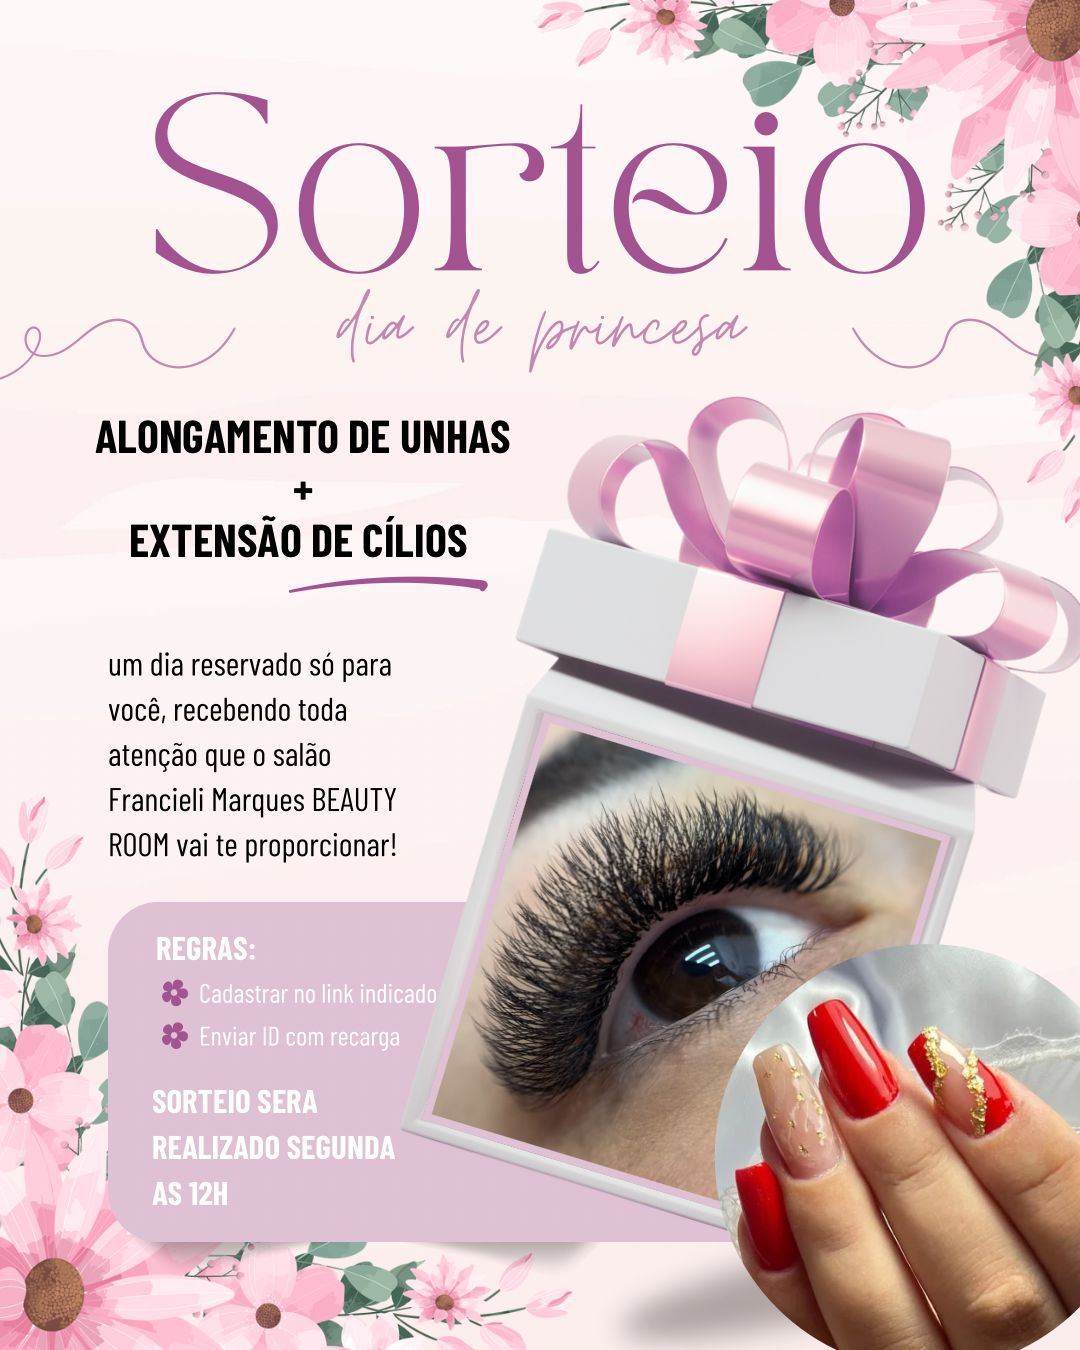 Sorteio
dia de princesa
ALONGAMENTO DE UNHAS
+
EXTENSÃO DE CÍLIOS
um dia reservado só para
você, recebendo toda
atenção que o salão
Francieli Marques BEAUTY
ROOM vai te proporcionar!
REGRAS:
Cadastrar no link indicado
Enviar ID com recarga
SORTEIO SERA
REALIZADO SEGUNDA
AS 12H